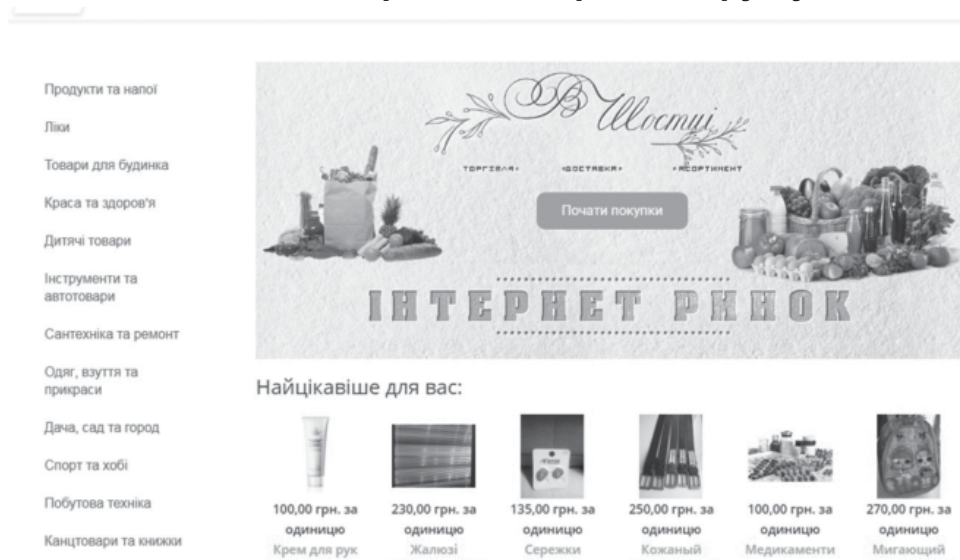 Продукти та напої
Ліки
Товари для будинка
Краса та здоров'я
Дитячі товари
Інструменти та
автотовари
Сантехніка та ремонт
Одяг, взуття та
прикраси
Дача, сад та город
Спорт та хобі
Побутова техніка
Канцтовари та книжки
В Шостці
ТОРГІВЛЯ
ДОСТАВКА
АСОРТИМЕНТ
Почати покупки
ІНТЕРНЕТ РИНОК
Найцікавіше для вас:
100,00 грн. за
одиницю
Крем для рук
230,00 грн. за
одиницю
Жалюзі
135,00 грн. за
одиницю
Сережки
250,00 грн. за
одиницю
Кожаный
100,00 грн. за
одиницю
Медикаменти
270,00 грн. за
одиницю
Мигающий